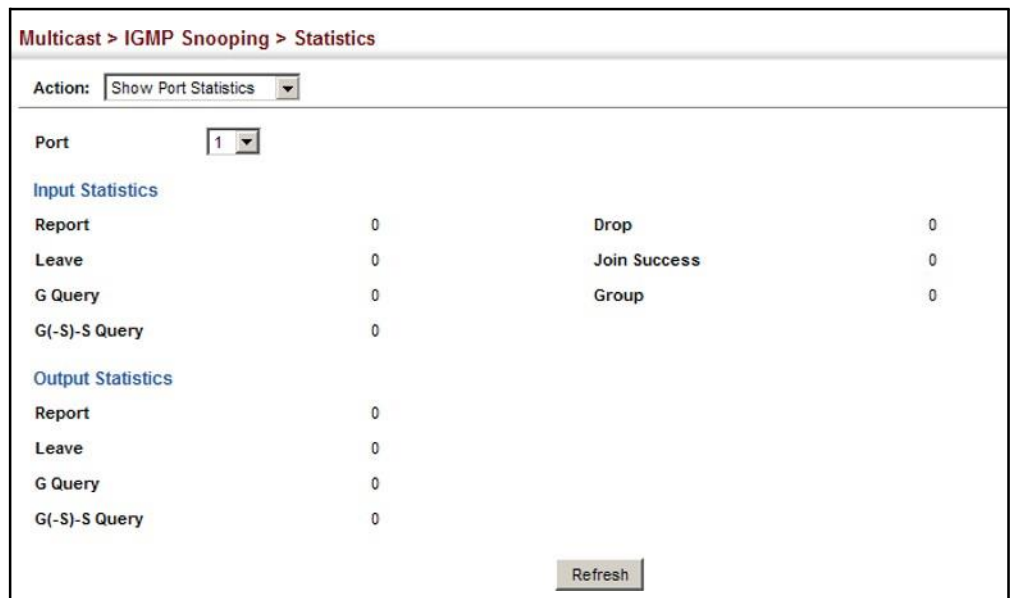 Multicast > IGMP Snooping > Statistics
Action: Show Port Statistics
Port 1
Input Statistics
Report 0 Drop 0
Leave 0 Join Success 0
G Query 0 Group 0
G(-S)-S Query 0
Output Statistics
Report 0
Leave 0
G Query 0
G(-S)-S Query 0
Refresh